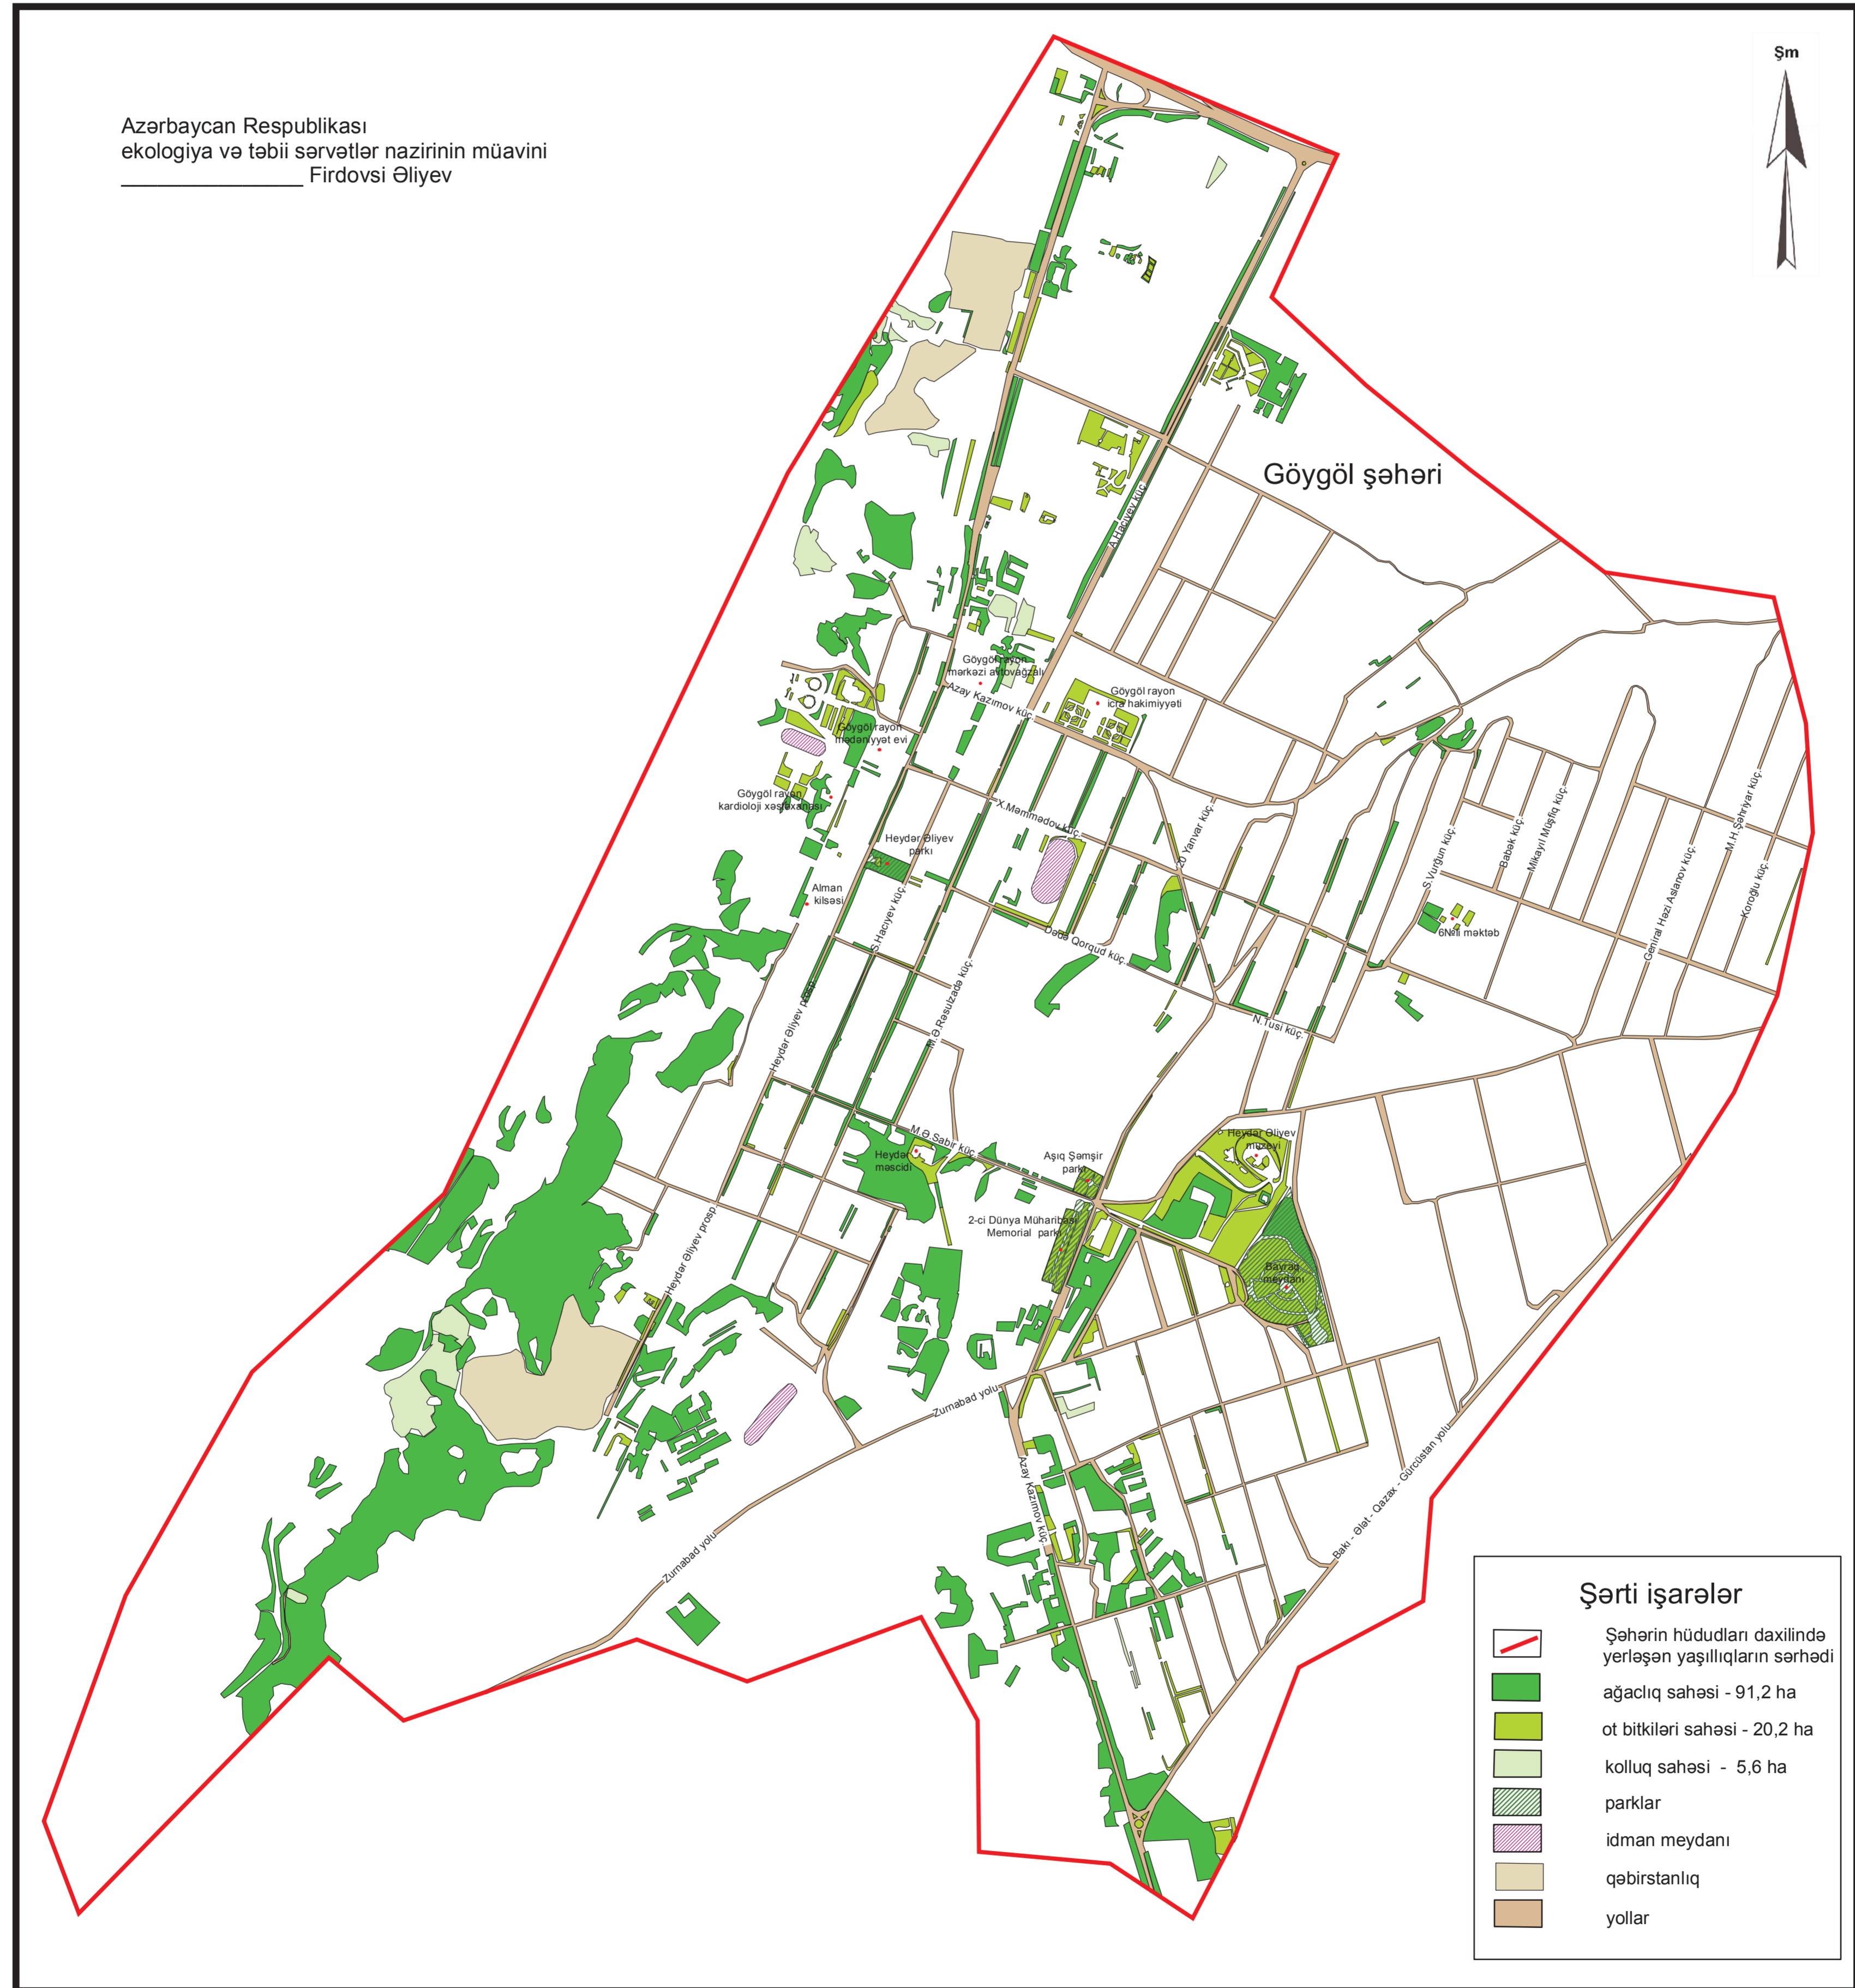 Azərbaycan Respublikası
ekologiya və təbii sərvətlər nazirinin müavini
_________________ Firdovsi Əliyev
Şm
Göygöl şəhəri
A.Hacıyev küç.
Göygöl rayon
mərkəzi avtovağzalı
Azay Kazımov küç.
Göygöl rayon
icra hakimiyyəti
Göygöl rayon
mədəniyyət evi
Göygöl rayon
kardioloji xəstəxanası
X.Məmmədov küç.
20 Yanvar küç.
Heydər Əliyev
parkı
Alman
kilsəsi
S.Hacıyev küç.
S.Vurğun küç.
Babək küç.
Mikayıl Müşfiq küç.
Geniral Həzi Aslanov küç.
M.H.Şəhriyar küç.
Koroğlu küç.
6№li məktəb
Dədə Qorqud küç.
M.Ə.Rəsulzadə küç.
Heydər Əliyev prosp.
N.Tusi küç.
M.Ə.Sabir küç.
Heydər
məscidi
Aşıq Şəmşir
parkı
Heydər Əliyev
muzeyi
2-ci Dünya Müharibəsi
Memorial parkı
Bayraq
meydanı
Heydər Əliyev prosp.
Zurnabad yolu
Azay Kazımov küç.
Zurnabad yolu
Bakı - Ələt - Qazax - Gürcüstan yolu
Şərti işarələr
Şəhərin hüdudları daxilində
yerləşən yaşıllıqların sərhədi
ağaclıq sahəsi - 91,2 ha
ot bitkiləri sahəsi - 20,2 ha
kolluq sahəsi - 5,6 ha
parklar
idman meydanı
qəbirstanlıq
yollar